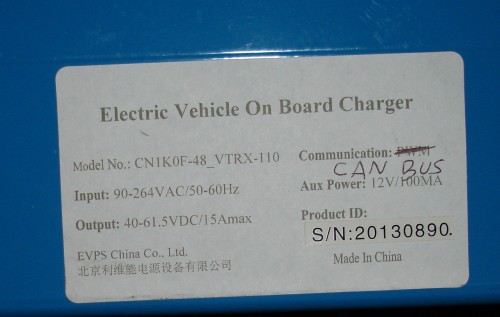 Electric Vehicle On Board Charger
Model No.: CN1K0F-48_VTRX-110
Input: 90-264VAC/50-60Hz
Output: 40-61.5VDC/15Amax
EVPS China Co., Ltd.
北京利维能电源设备有限公司
Communication: PWM
CAN BUS
Aux Power: 12V/100MA
Product ID:
S/N:20130890.
Made In China